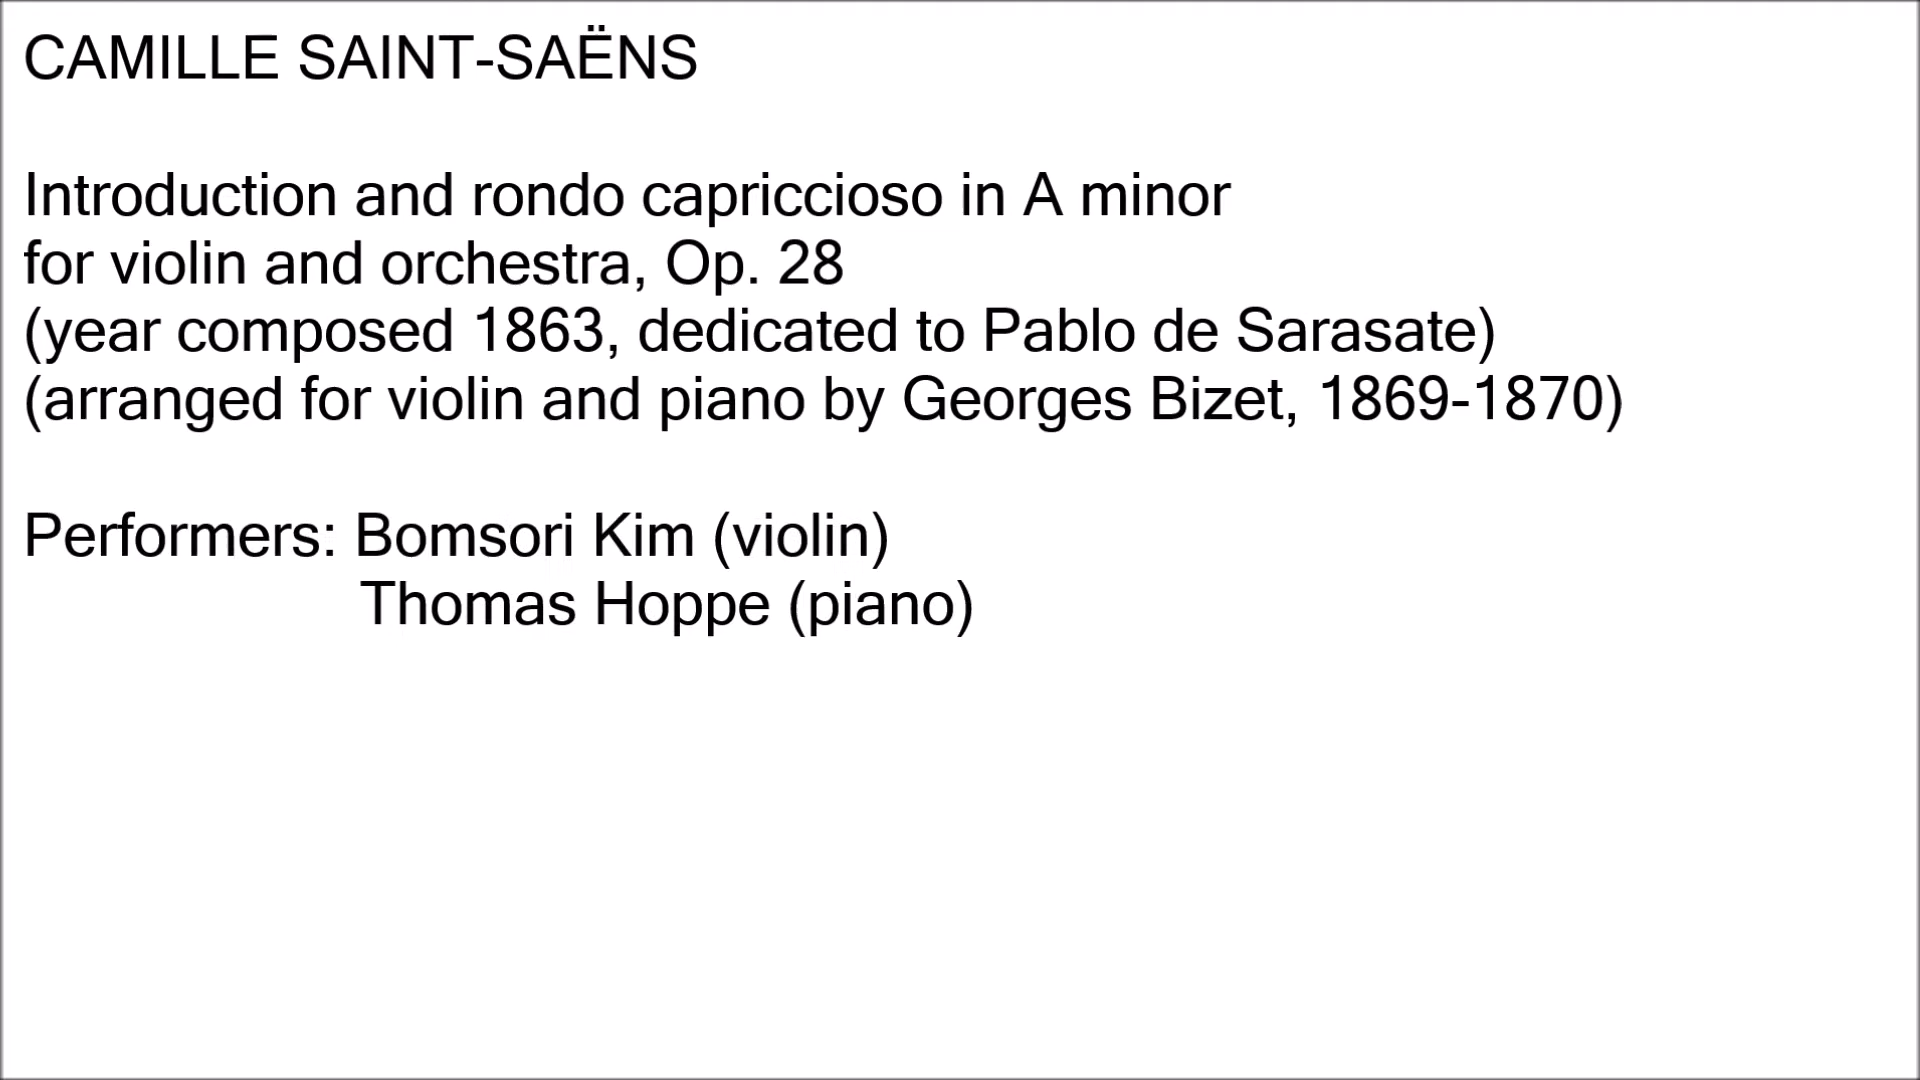 CAMILLE SAINT-SAËNS
Introduction and rondo capriccioso in A minor
for violin and orchestra, Op. 28
(year composed 1863, dedicated to Pablo de Sarasate)
(arranged for violin and piano by Georges Bizet, 1869-1870)
Performers: Bomsori Kim (violin)
Thomas Hoppe (piano)